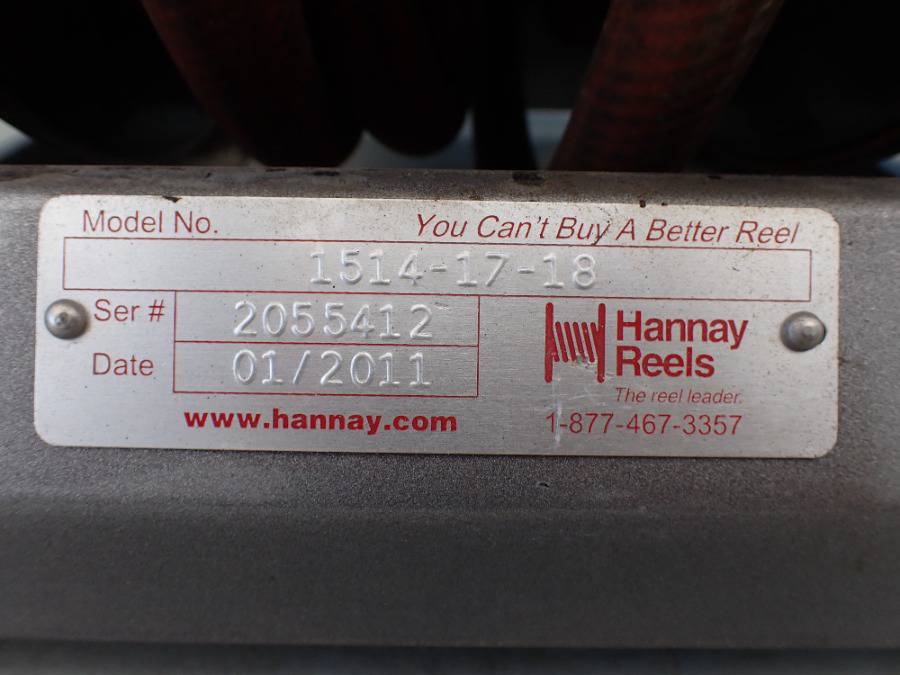 Model No. You Can't Buy A Better Reel
1514-17-18
Ser # 2055412
Date 01/2011
Hannay
Reels
The reel leader.
www.hannay.com 1-877-467-3357